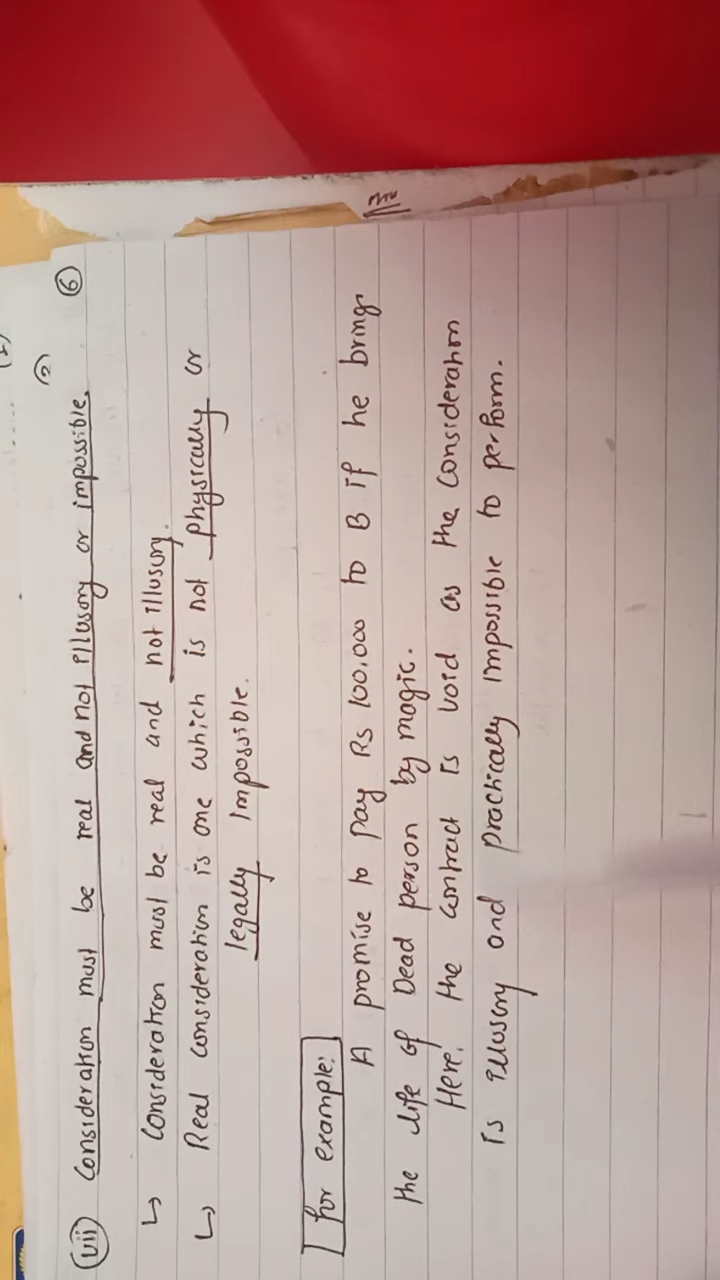 (vii) Consideration must be real and not illusory or impossible. (6)
↳ Consideration must be real and not illusory.
↳ Real consideration is one which is not physically or
legally impossible.
for example:
A promise to pay Rs 100,000 to B if he brings
the life of Dead person by magic.
Here, the contract is void as the consideration
is illusory and practically impossible to perform.